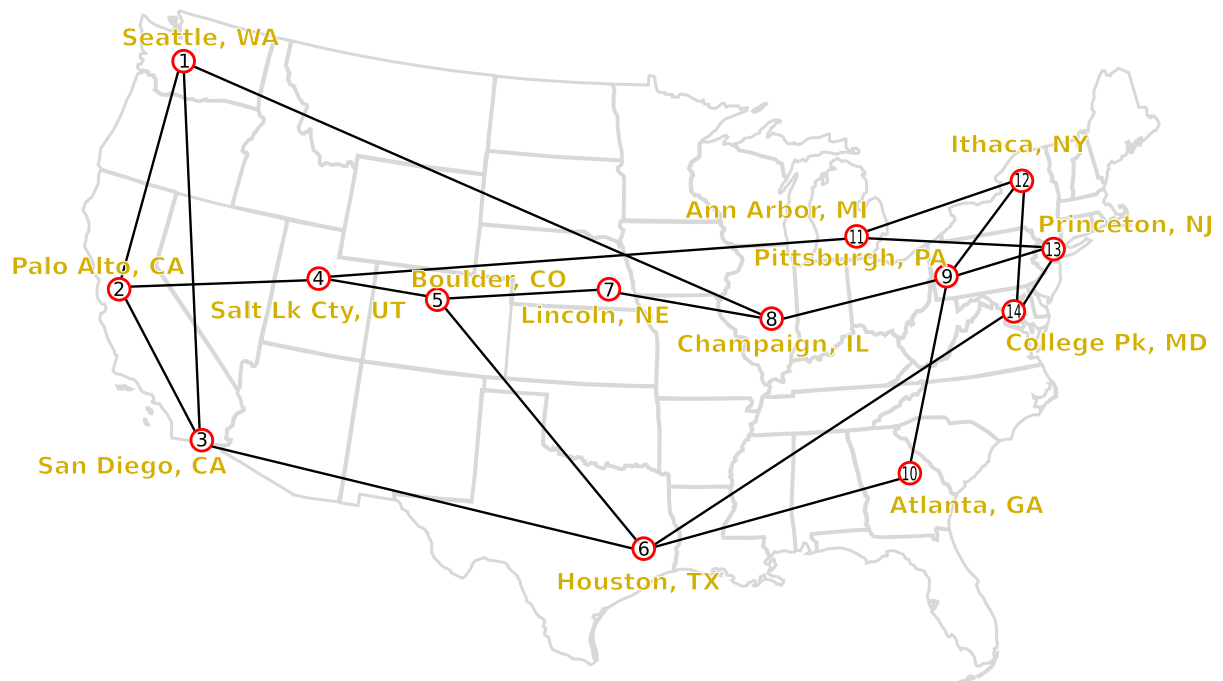 Seattle, WA
1
Ithaca, NY
12
Ann Arbor, MI
11
Princeton, NJ
13
Pittsburgh, PA
9
Palo Alto, CA
2
4
Boulder, CO
5
7
Salt Lk Cty, UT
Lincoln, NE
8
14
Champaign, IL
College Pk, MD
3
San Diego, CA
10
Atlanta, GA
6
Houston, TX